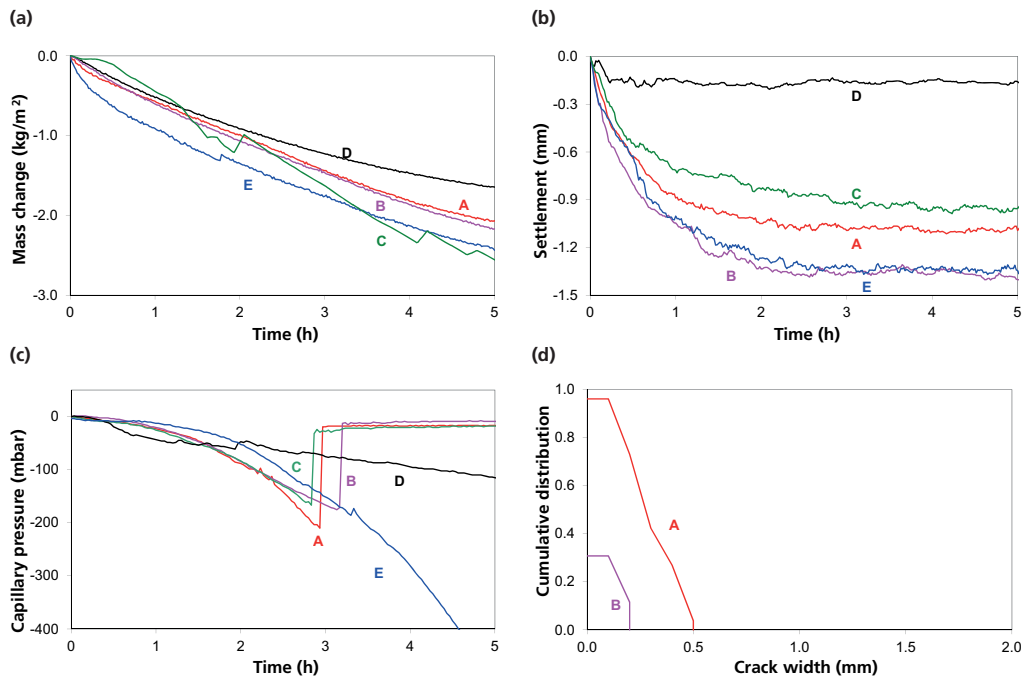 (a)
0.0
-1.0
-2.0
-3.0
Mass change (kg/m²)
0 1 2 3 4 5
Time (h)
D
E
B
A
C
(b)
0.0
-0.3
-0.6
-0.9
-1.2
-1.5
Settlement (mm)
0 1 2 3 4 5
Time (h)
D
C
A
B
E
(c)
0
-100
-200
-300
-400
Capillary pressure (mbar)
0 1 2 3 4 5
Time (h)
C
B
D
A
E
(d)
1.0
0.8
0.6
0.4
0.2
0.0
Cumulative distribution
0.0 0.5 1.0 1.5 2.0
Crack width (mm)
A
B